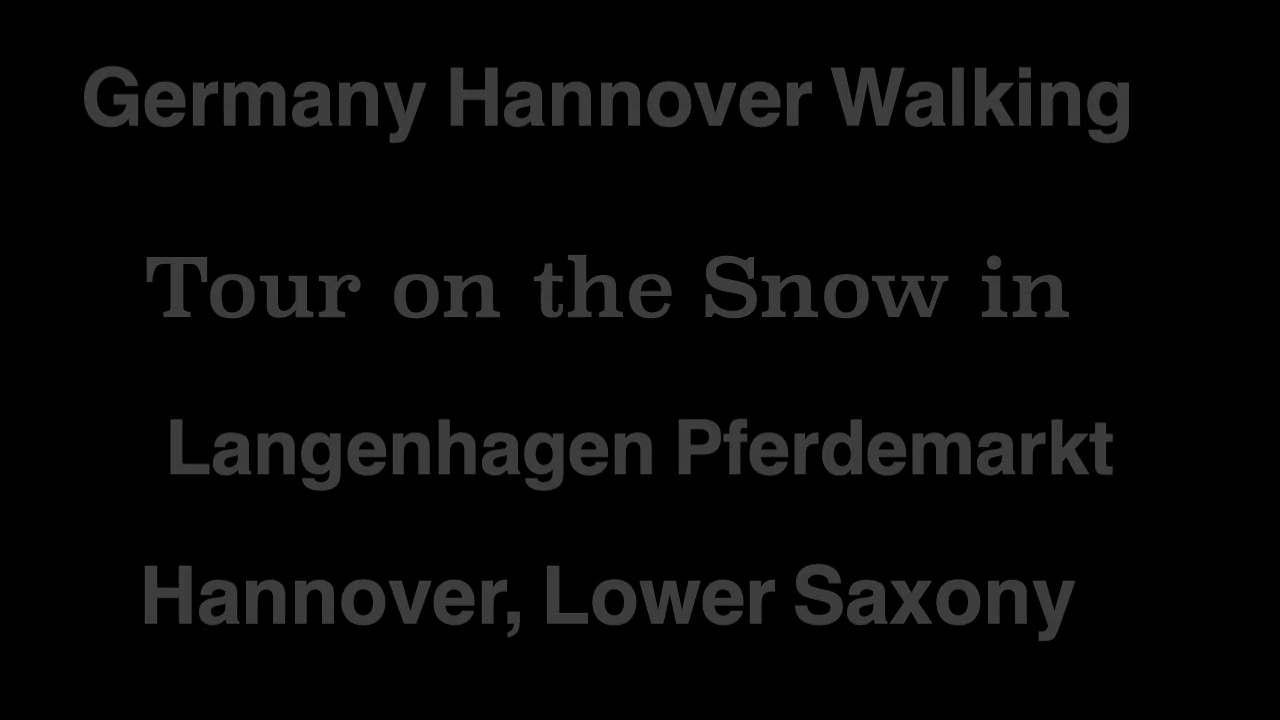 Germany Hannover Walking
Tour on the Snow in
Langenhagen Pferdemarkt
Hannover, Lower Saxony